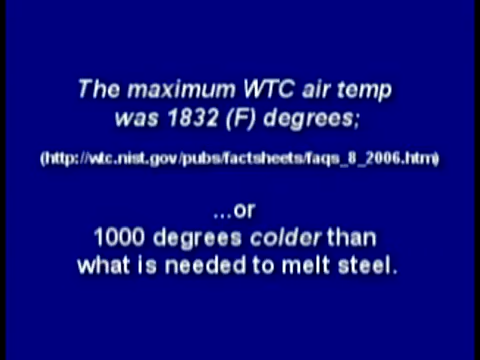 The maximum WTC air temp
was 1832 (F) degrees;
(http://wtc.nist.gov/pubs/factsheets/faqs_8_2006.htm)
...or
1000 degrees colder than
what is needed to melt steel.